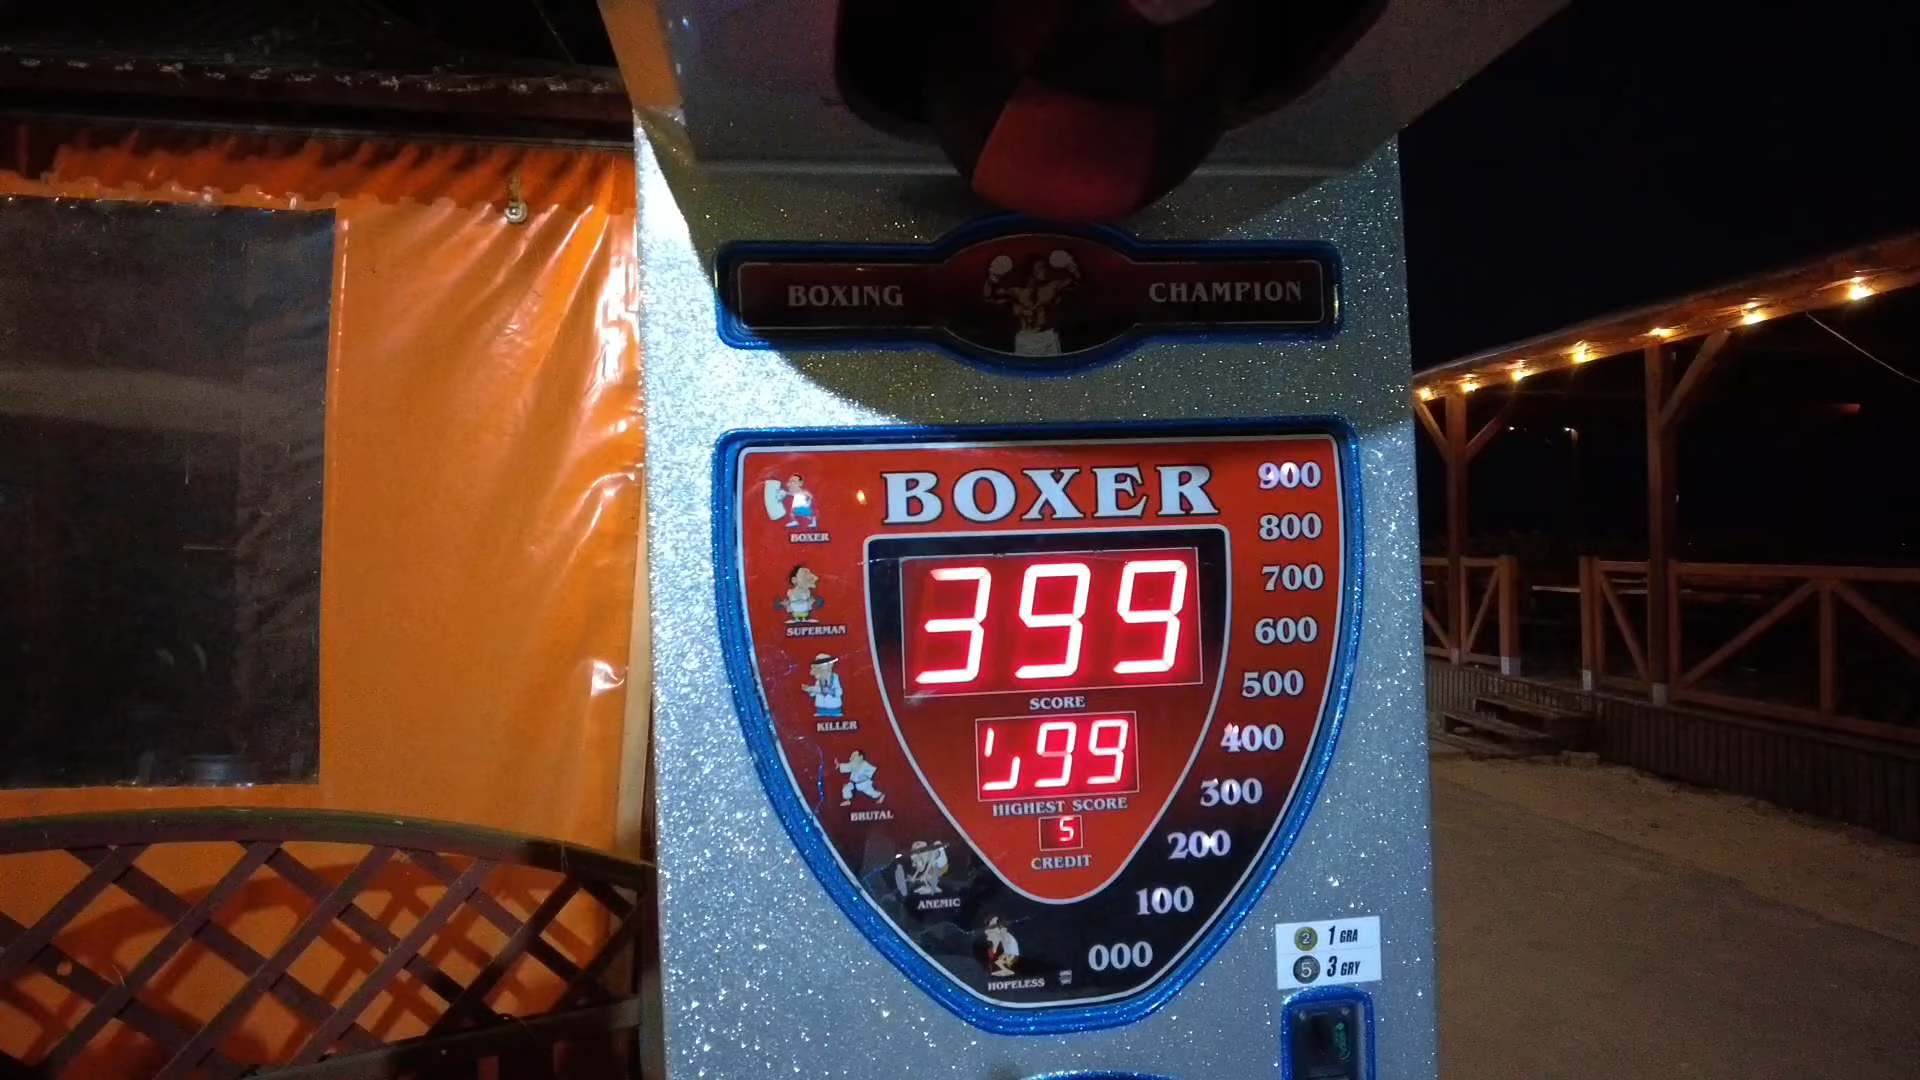 BOXING CHAMPION
BOXER
BOXER
SUPERMAN
KILLER
BRUTAL
ANEMIC
HOPELESS
399
SCORE
99
HIGHEST SCORE
5
CREDIT
900
800
700
600
500
400
300
200
100
000
2 1 GRA
5 3 GRY